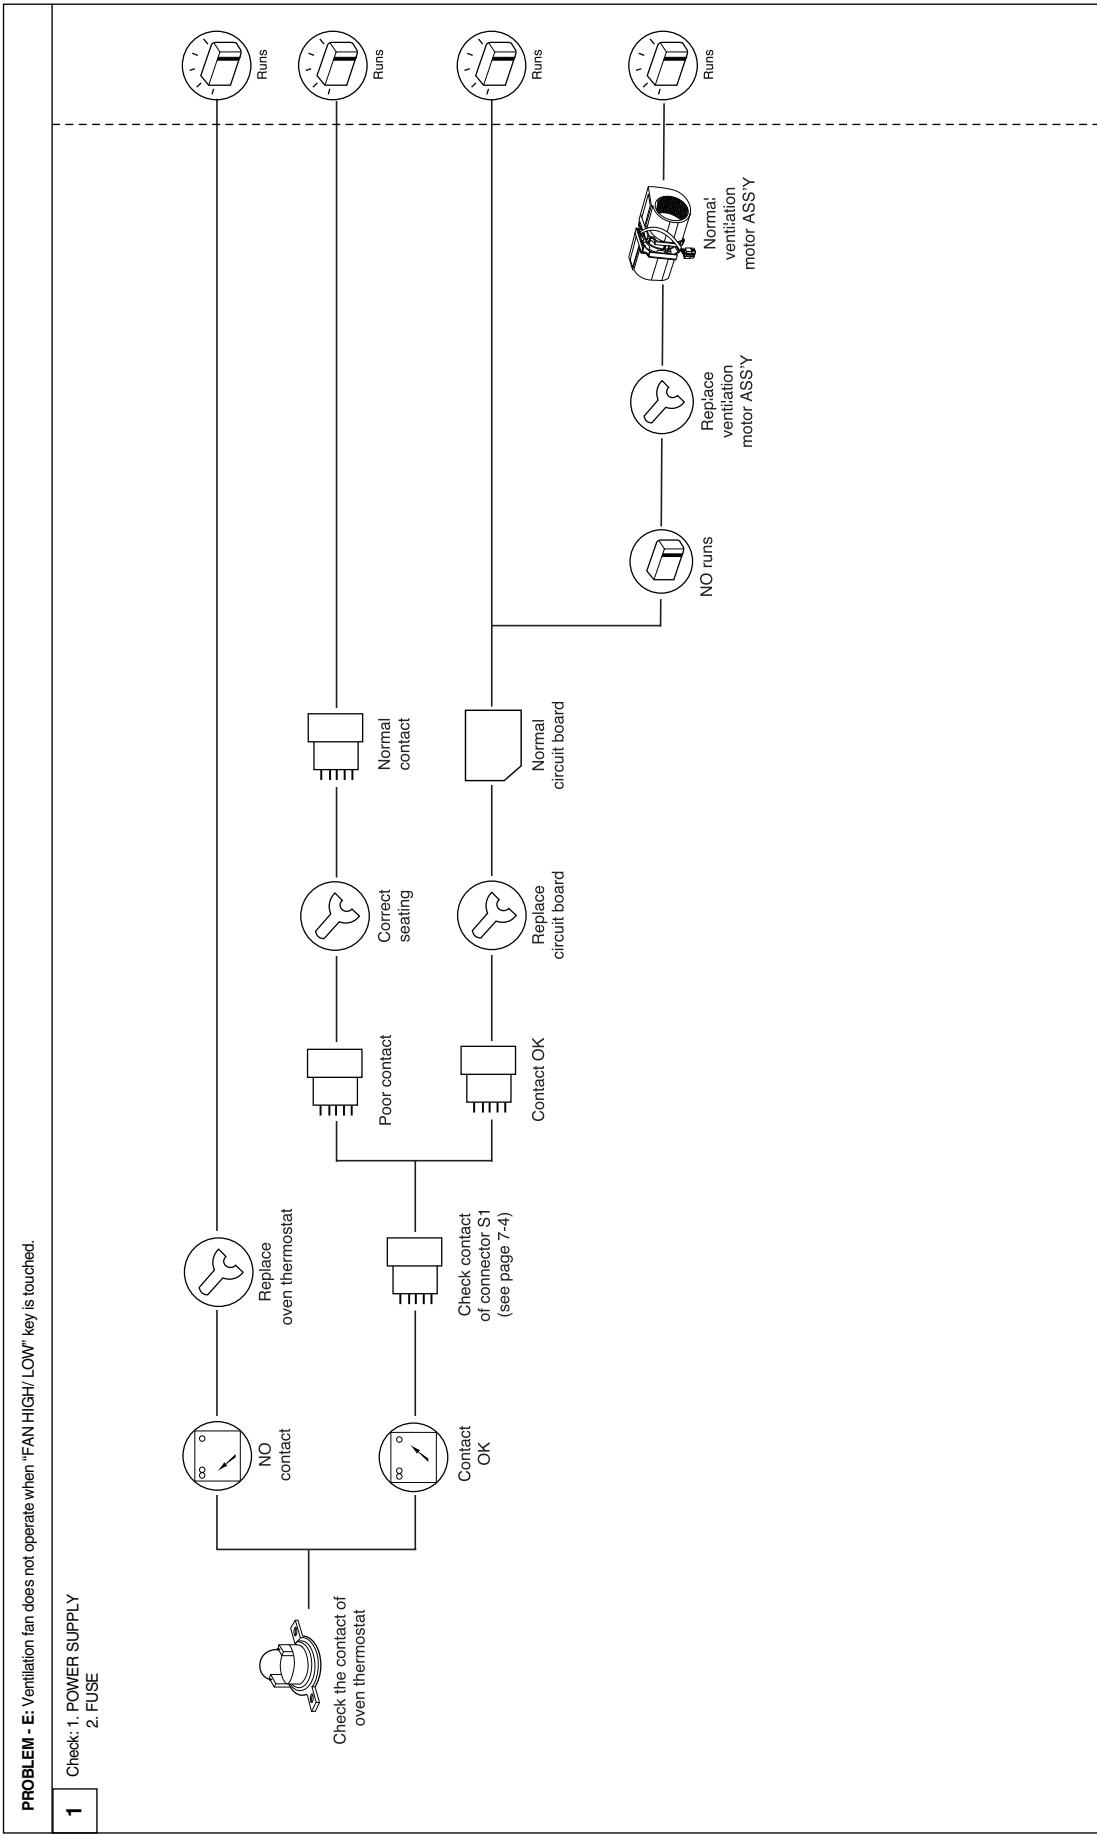 PROBLEM - E: Ventilation fan does not operate when "FAN HIGH/ LOW" key is touched.
1
Check: 1. POWER SUPPLY
2. FUSE
Check the contact of
oven thermostat
NO
contact
Replace
oven thermostat
Runs
Contact
OK
Check contact
of connector S1
(see page 7-4)
Poor contact
Correct
seating
Normal
contact
Runs
Contact OK
Replace
circuit board
Normal
circuit board
Runs
NO runs
Replace
ventilation
motor ASS'Y
Normal
ventilation
motor ASS'Y
Runs